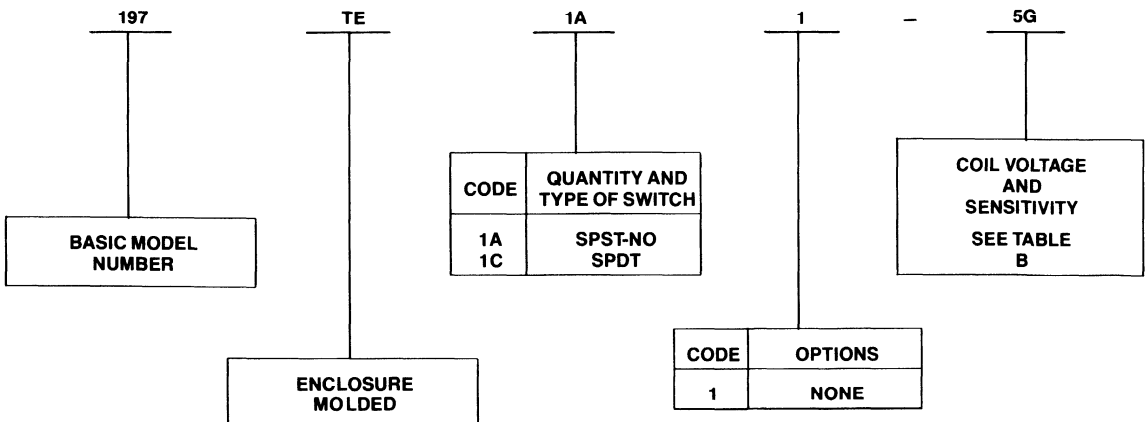 197 TE 1A 1 – 5G
BASIC MODEL
NUMBER
ENCLOSURE
MOLDED
CODE QUANTITY AND
TYPE OF SWITCH
1A SPST-NO
1C SPDT
CODE OPTIONS
1 NONE
COIL VOLTAGE
AND
SENSITIVITY
SEE TABLE
B